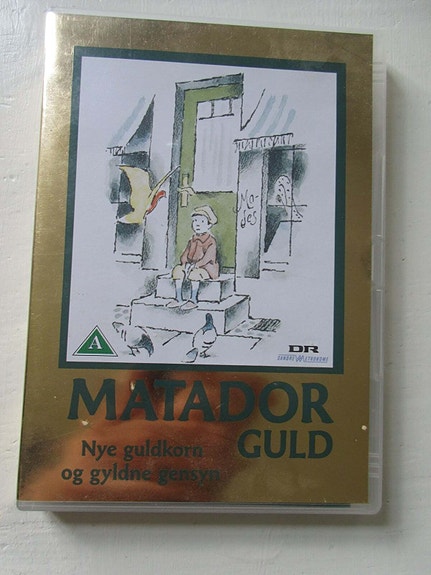 Mo-
des
A
DR
MATADOR
GULD
Nye guldkorn
og gyldne gensyn